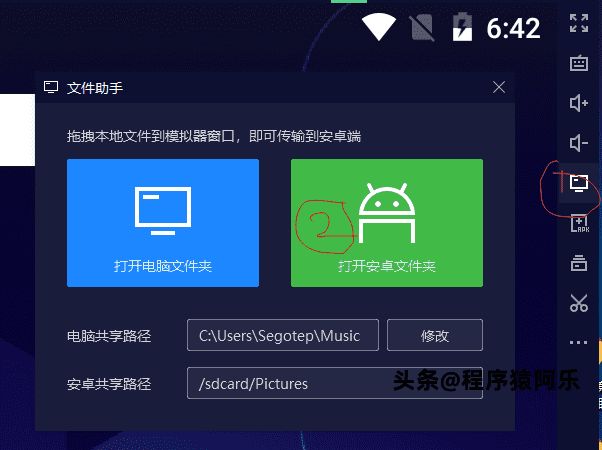 6:42
文件助手
拖拽本地文件到模拟器窗口，即可传输到安卓端
打开电脑文件夹
2
打开安卓文件夹
电脑共享路径
C:\Users\Segotep\Music
修改
安卓共享路径
/sdcard/Pictures
头条@程序猿阿乐
1
APK